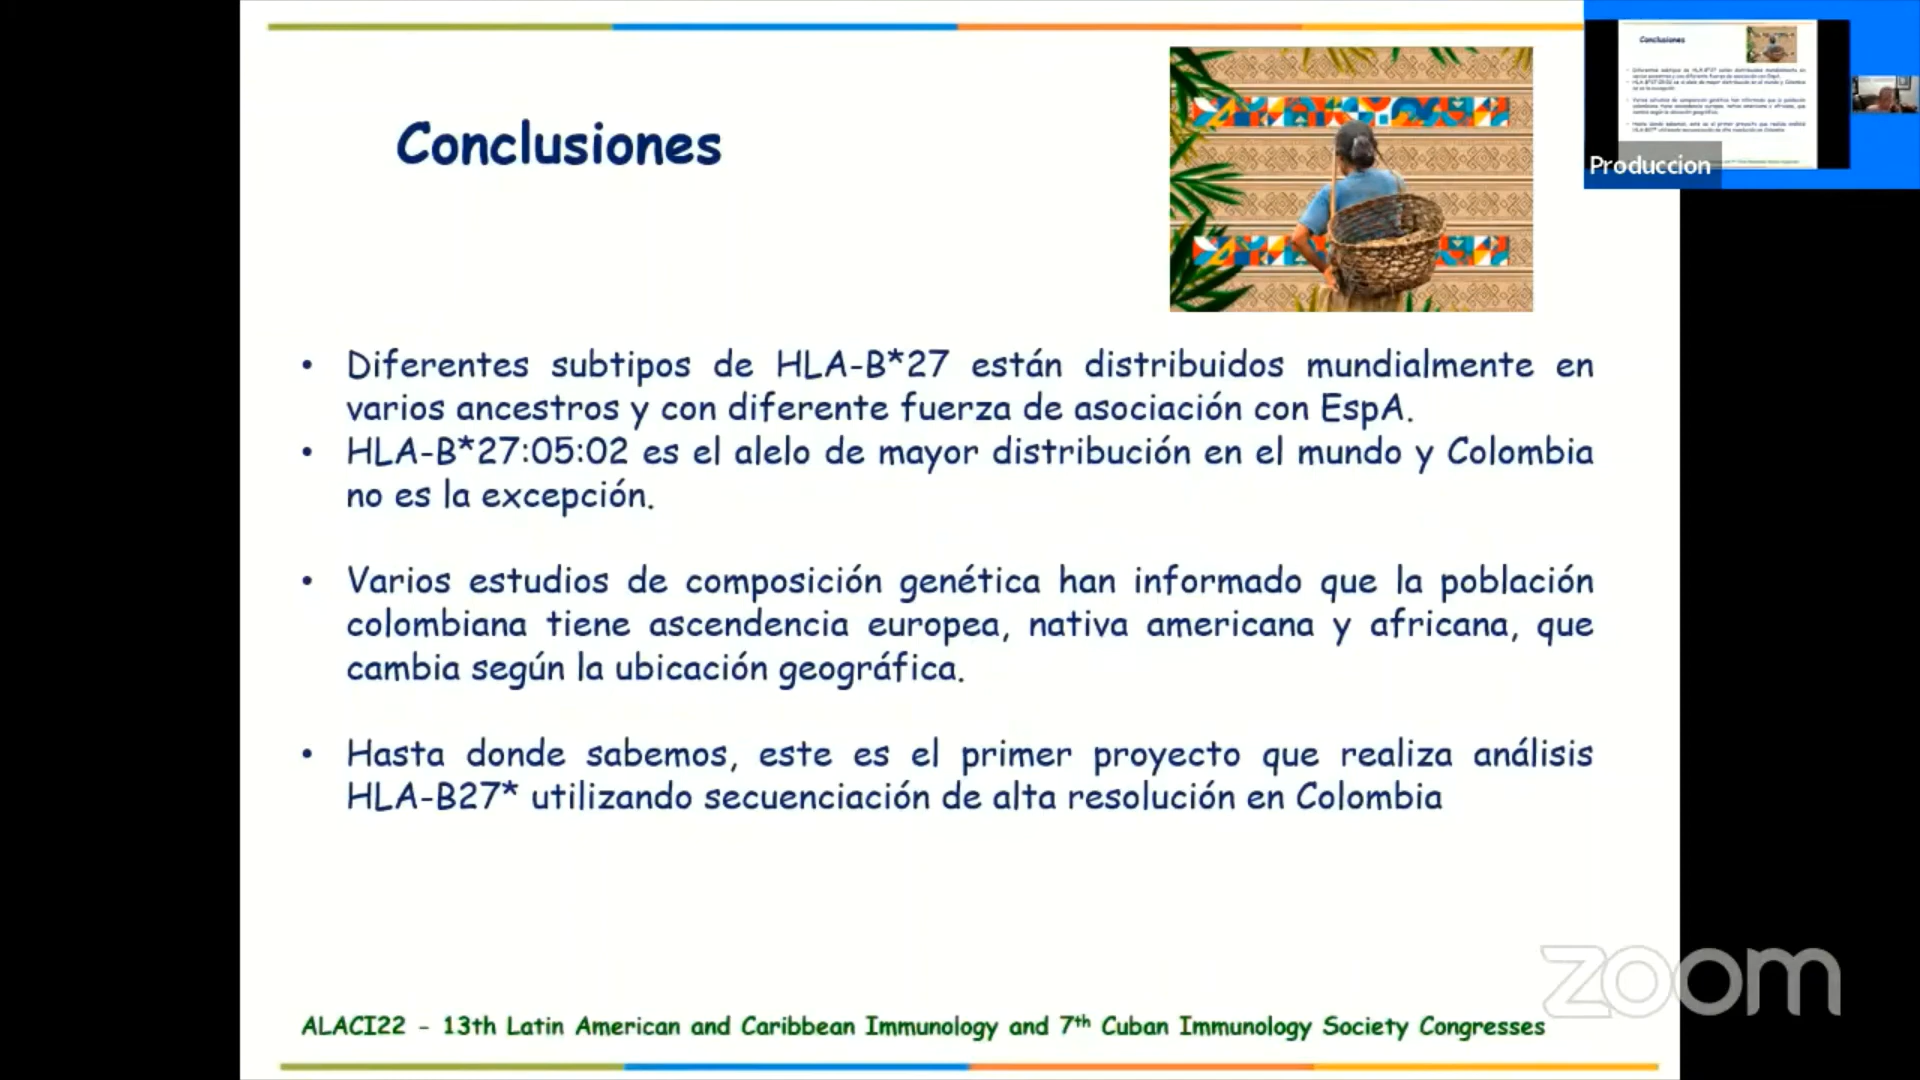 Conclusiones
• Diferentes subtipos de HLA-B*27 están distribuidos mundialmente en
varios ancestros y con diferente fuerza de asociación con EspA.
• HLA-B*27:05:02 es el alelo de mayor distribución en el mundo y Colombia
no es la excepción.
• Varios estudios de composición genética han informado que la población
colombiana tiene ascendencia europea, nativa americana y africana, que
cambia según la ubicación geográfica.
• Hasta donde sabemos, este es el primer proyecto que realiza análisis
HLA-B27* utilizando secuenciación de alta resolución en Colombia
ALACI22 - 13th Latin American and Caribbean Immunology and 7th Cuban Immunology Society Congresses
Conclusiones
Produccion
zoom